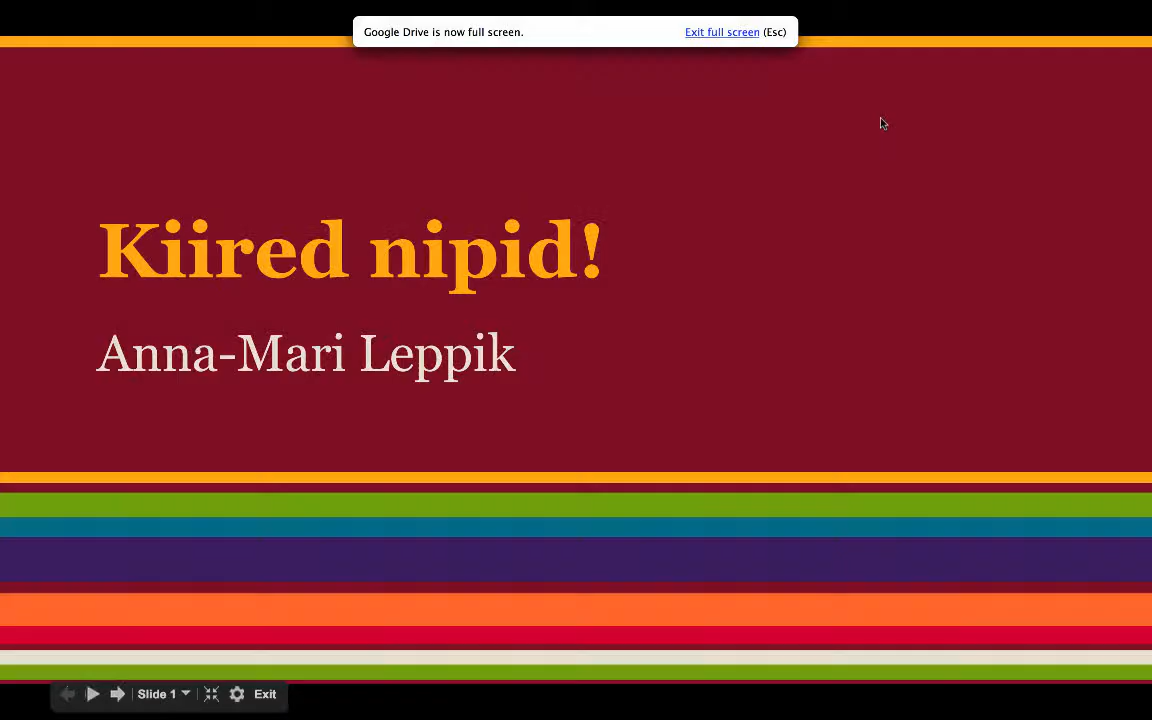 Google Drive is now full screen. Exit full screen (Esc)
Kiired nipid!
Anna-Mari Leppik
Slide 1 Exit